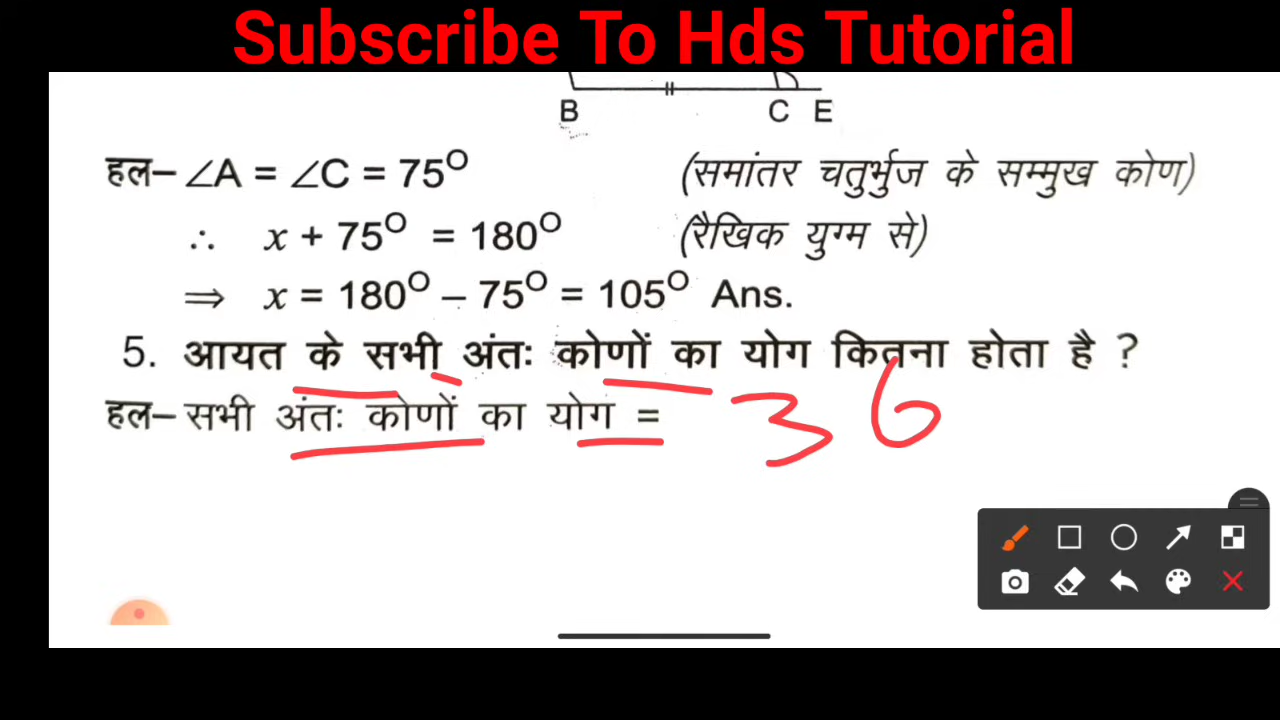 Subscribe To Hds Tutorial
B C E
हल– ∠A = ∠C = 75° (समांतर चतुर्भुज के सम्मुख कोण)
∴ x + 75° = 180° (रैखिक युग्म से)
⇒ x = 180° – 75° = 105° Ans.
5. आयत के सभी अंतः कोणों का योग कितना होता है ?
हल– सभी अंतः कोणों का योग = 36